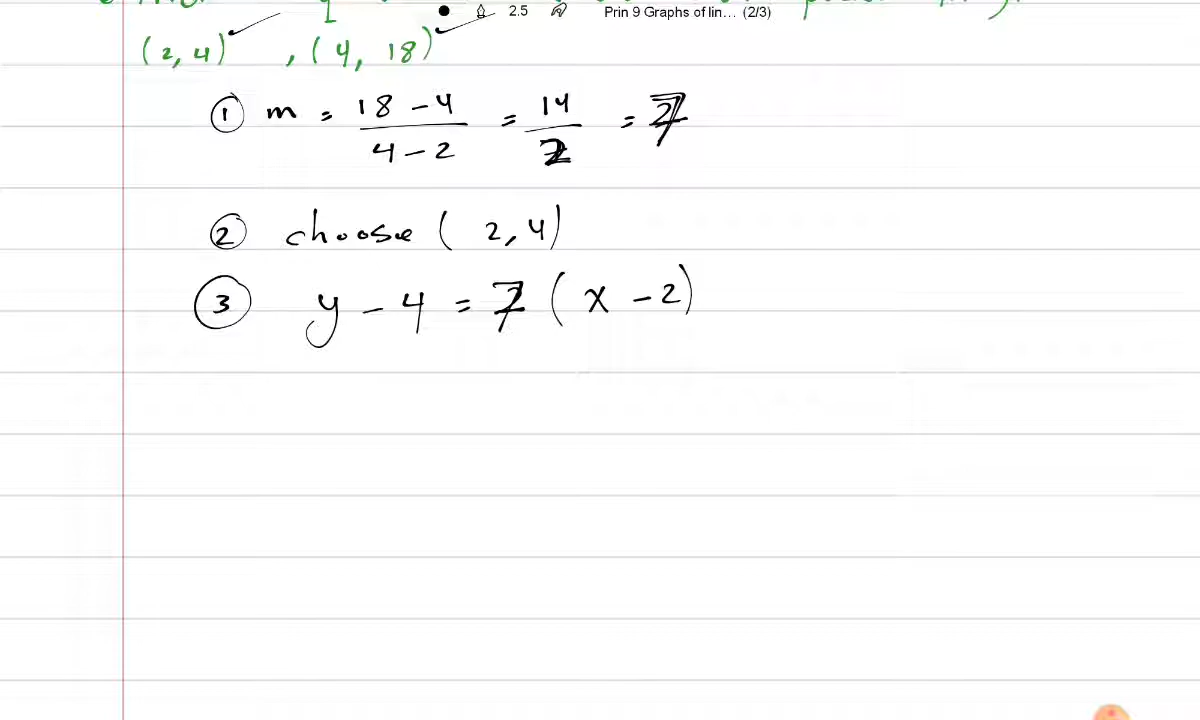 2.5 Prin 9 Graphs of lin... (2/3)
(2, 4) , (4, 18)
① m = 18 - 4 / 4 - 2 = 14 / 2 = 7
② choose (2, 4)
③ y - 4 = 7 (x - 2)